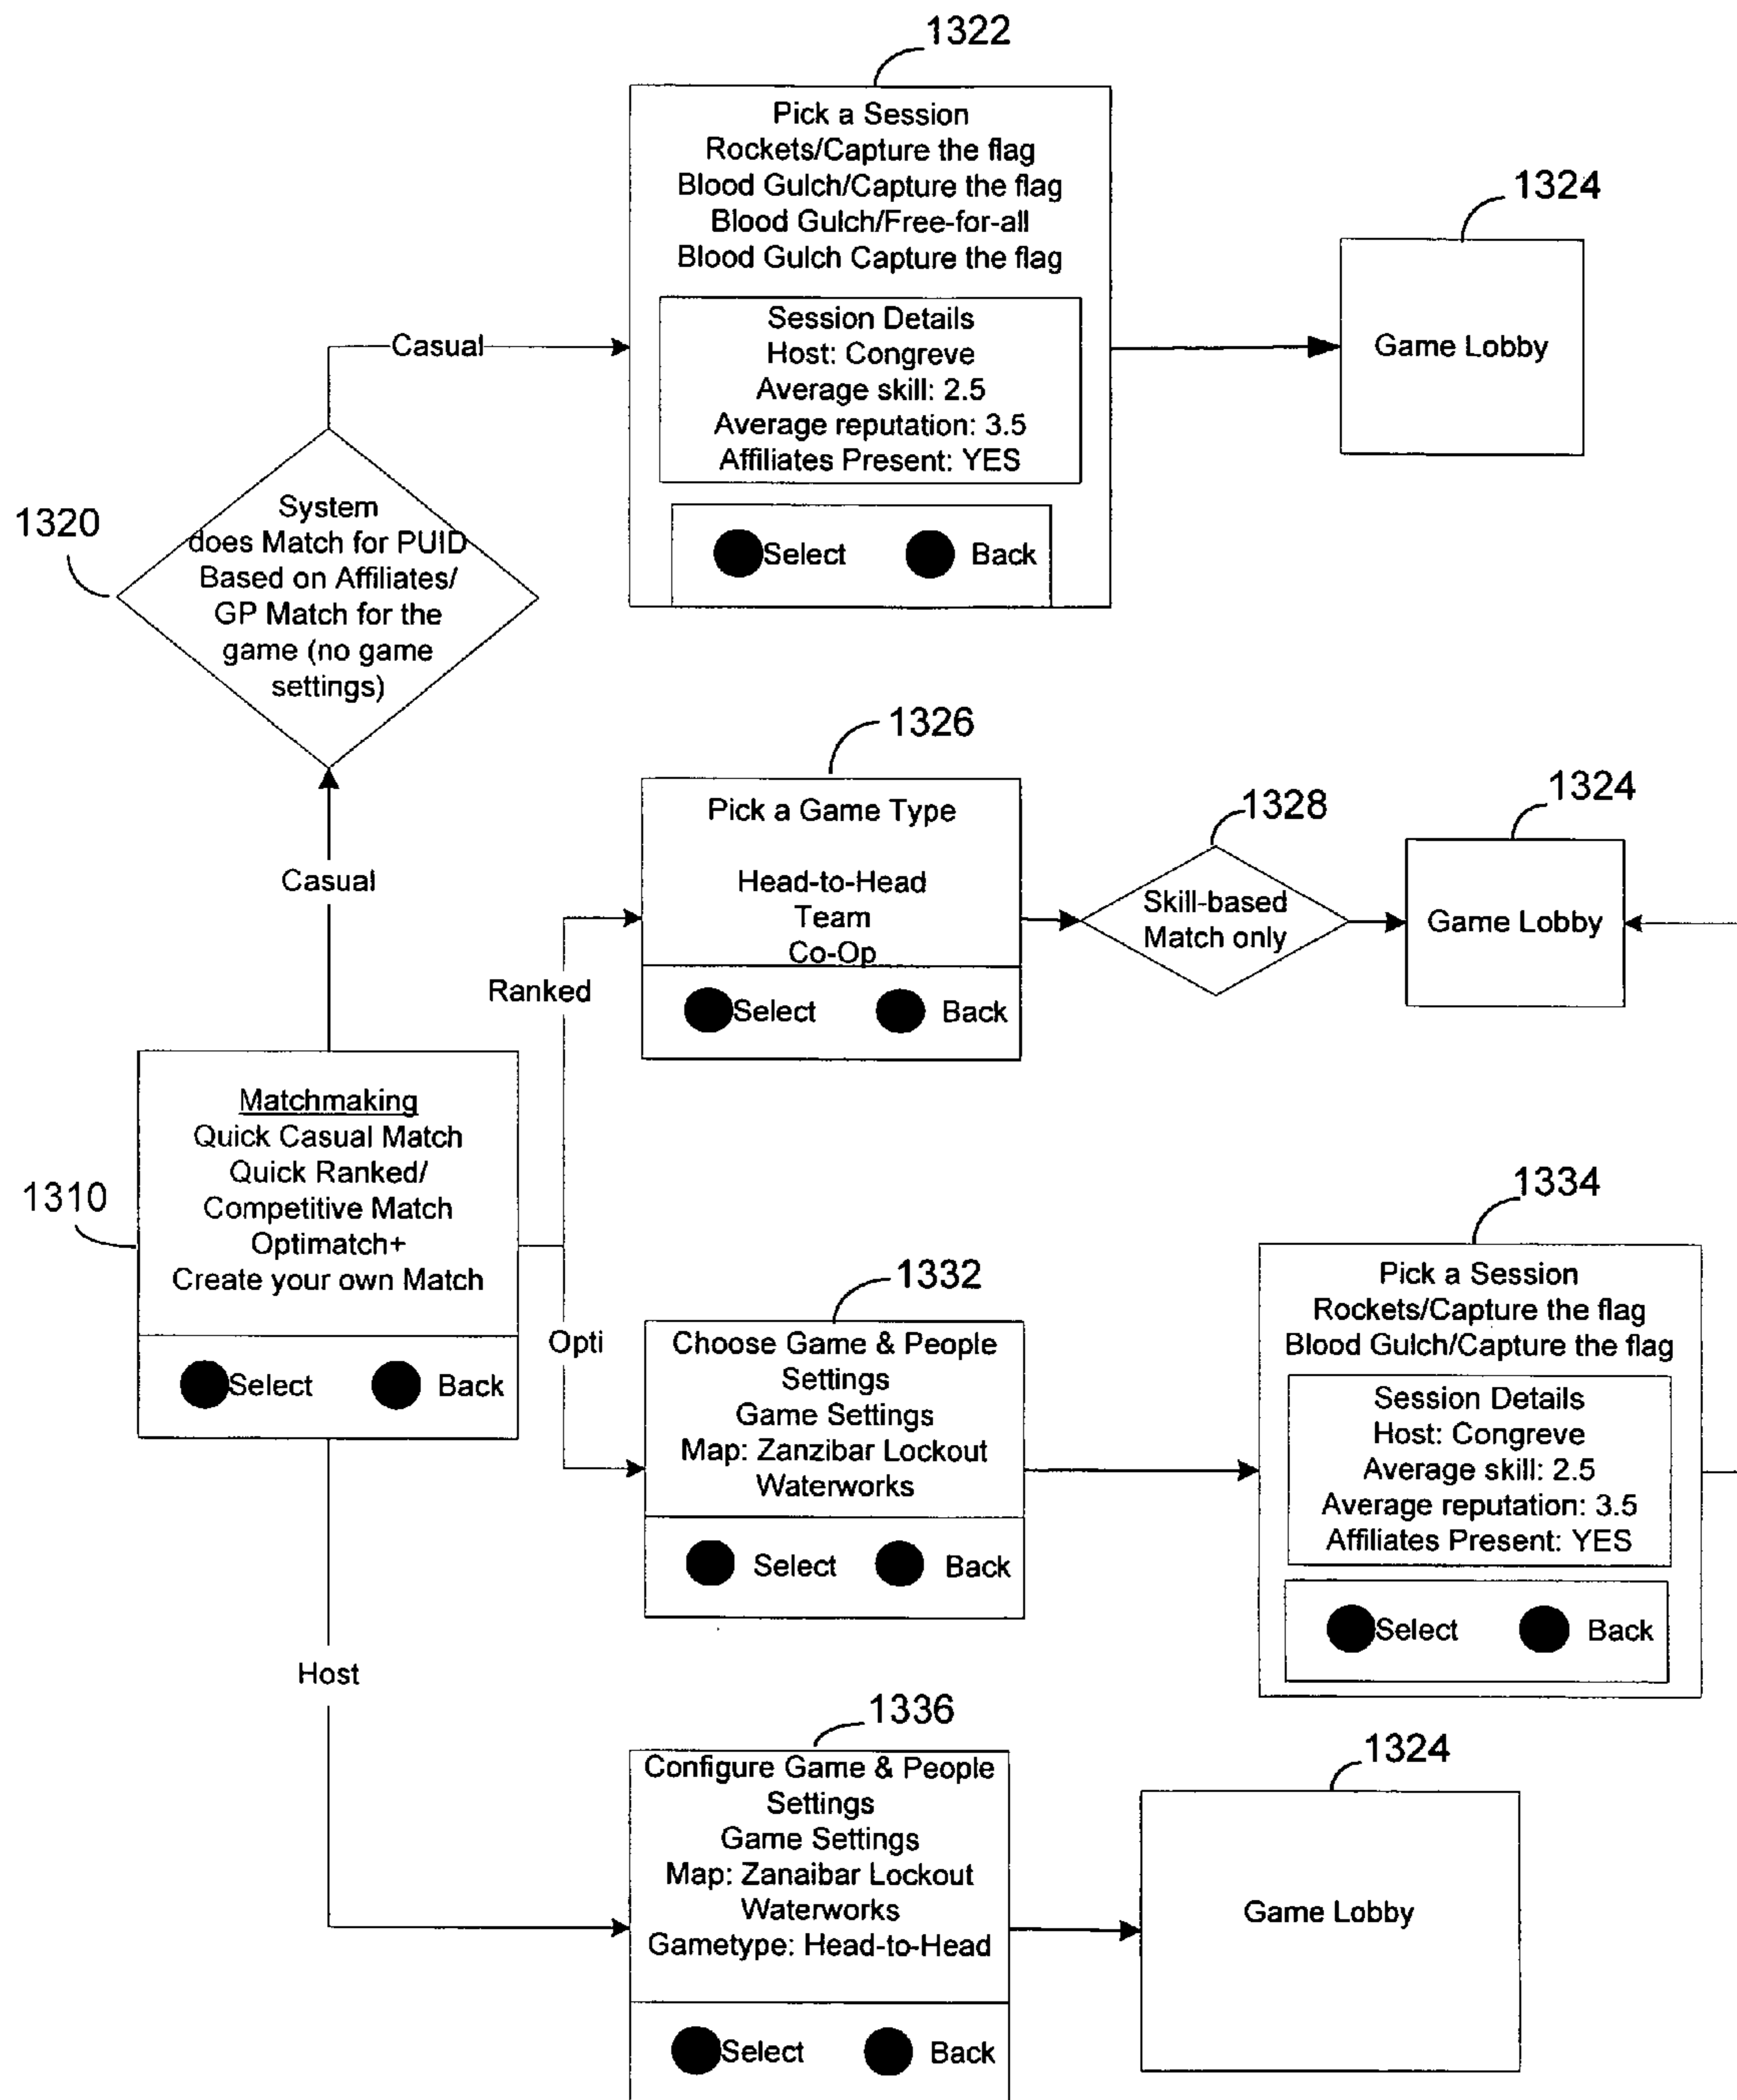 1322
Pick a Session
Rockets/Capture the flag
Blood Gulch/Capture the flag
Blood Gulch/Free-for-all
Blood Gulch Capture the flag
Session Details
Host: Congreve
Average skill: 2.5
Average reputation: 3.5
Affiliates Present: YES
Select Back
1324
Game Lobby
Casual
1320
System
does Match for PUID
Based on Affiliates/
GP Match for the
game (no game
settings)
Casual
1326
Pick a Game Type
Head-to-Head
Team
Co-Op
Select Back
1328
Skill-based
Match only
1324
Game Lobby
Ranked
1310
Matchmaking
Quick Casual Match
Quick Ranked/
Competitive Match
Optimatch+
Create your own Match
Select Back
Opti
1332
Choose Game & People
Settings
Game Settings
Map: Zanzibar Lockout
Waterworks
Select Back
1334
Pick a Session
Rockets/Capture the flag
Blood Gulch/Capture the flag
Session Details
Host: Congreve
Average skill: 2.5
Average reputation: 3.5
Affiliates Present: YES
Select Back
Host
1336
Configure Game & People
Settings
Game Settings
Map: Zanaibar Lockout
Waterworks
Gametype: Head-to-Head
Select Back
1324
Game Lobby